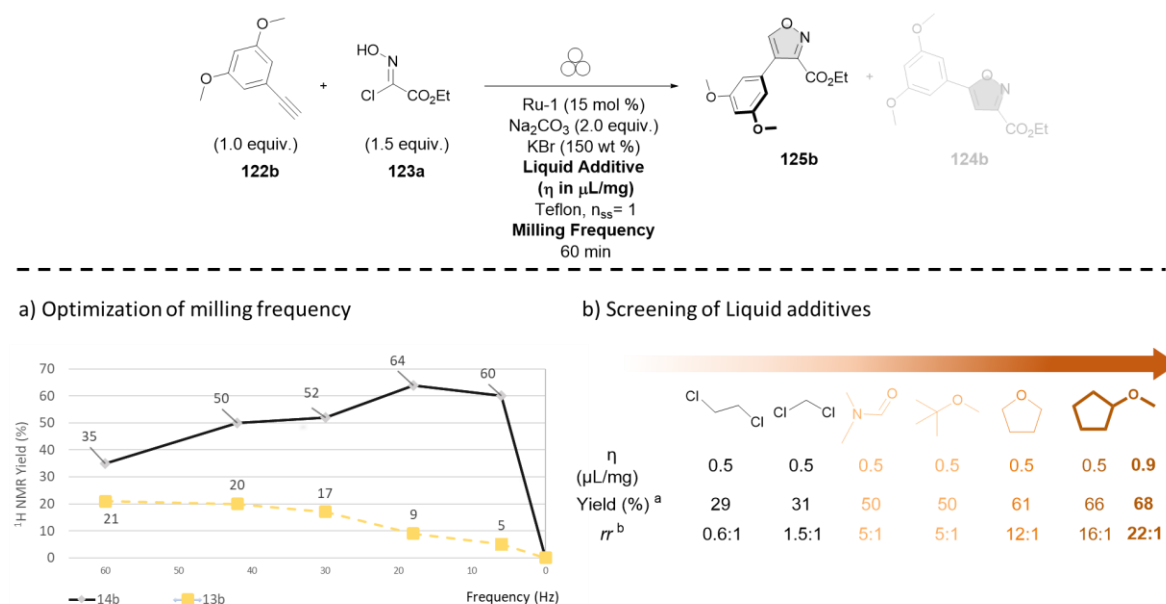 O
O
HO
N
Cl
CO₂Et
+
(1.0 equiv.)
122b
(1.5 equiv.)
123a
Ru-1 (15 mol %)
Na₂CO₃ (2.0 equiv.)
KBr (150 wt %)
Liquid Additive
(η in μL/mg)
Teflon, nₛₛ= 1
Milling Frequency
60 min
O N
CO₂Et
O
O
125b
+
O
O
O N
CO₂Et
124b
a) Optimization of milling frequency
¹H NMR Yield (%)
70
60
50
40
30
20
10
0
35
50
52
64
60
21
20
17
9
5
60 50 40 30 20 10 0
14b 13b Frequency (Hz)
b) Screening of Liquid additives
Cl
Cl
Cl Cl
N O
O
O
O
η
(μL/mg)
0.5 0.5 0.5 0.5 0.5 0.5 0.9
Yield (%) ᵃ 29 31 50 50 61 66 68
rr ᵇ 0.6:1 1.5:1 5:1 5:1 12:1 16:1 22:1